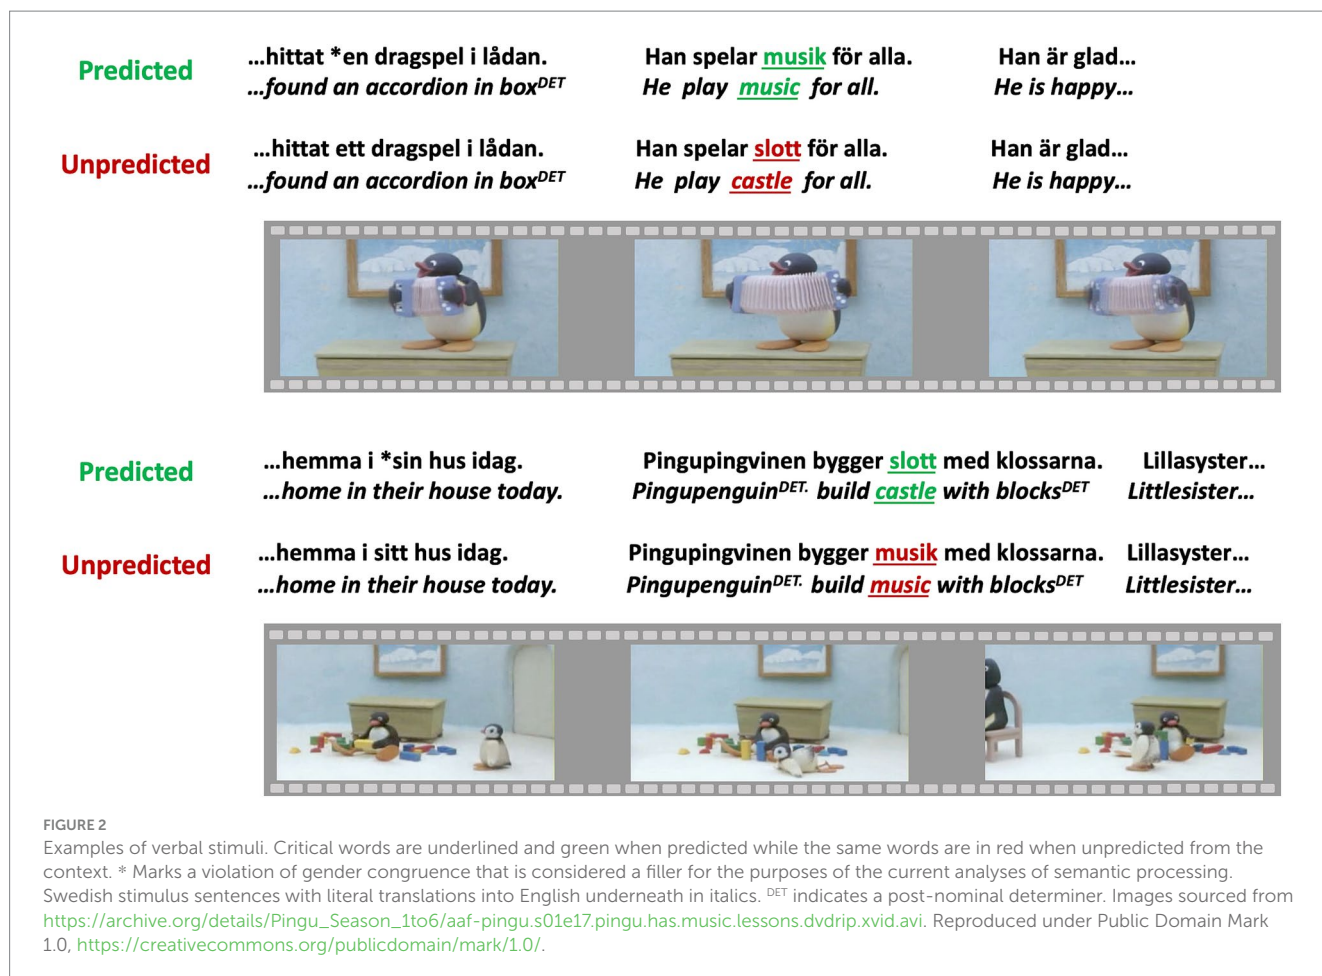 Predicted ...hittat *en dragspel i lådan. Han spelar musik för alla. Han är glad...
...found an accordion in boxDET He play music for all. He is happy...
Unpredicted ...hittat ett dragspel i lådan. Han spelar slott för alla. Han är glad...
...found an accordion in boxDET He play castle for all. He is happy...
Predicted ...hemma i *sin hus idag. Pingupingvinen bygger slott med klossarna. Lillasyster...
...home in their house today. PingupenguinDET. build castle with blocksDET Littlesister...
Unpredicted ...hemma i sitt hus idag. Pingupingvinen bygger musik med klossarna. Lillasyster...
...home in their house today. PingupenguinDET. build music with blocksDET Littlesister...
FIGURE 2
Examples of verbal stimuli. Critical words are underlined and green when predicted while the same words are in red when unpredicted from the
context. * Marks a violation of gender congruence that is considered a filler for the purposes of the current analyses of semantic processing.
Swedish stimulus sentences with literal translations into English underneath in italics. DET indicates a post-nominal determiner. Images sourced from
https://archive.org/details/Pingu_Season_1to6/aaf-pingu.s01e17.pingu.has.music.lessons.dvdrip.xvid.avi. Reproduced under Public Domain Mark
1.0, https://creativecommons.org/publicdomain/mark/1.0/.